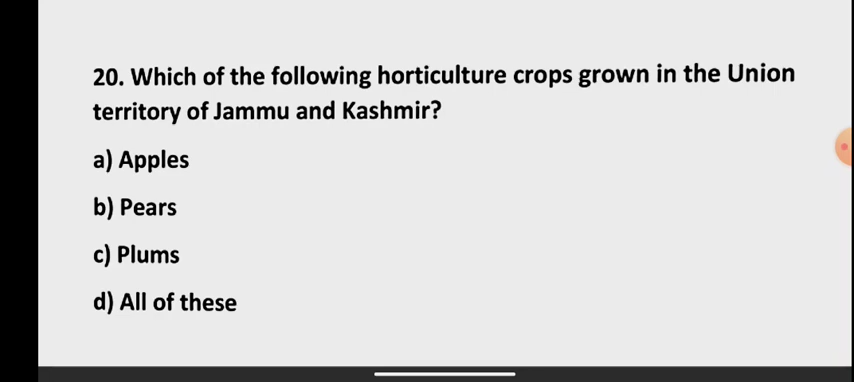 20. Which of the following horticulture crops grown in the Union
territory of Jammu and Kashmir?
a) Apples
b) Pears
c) Plums
d) All of these